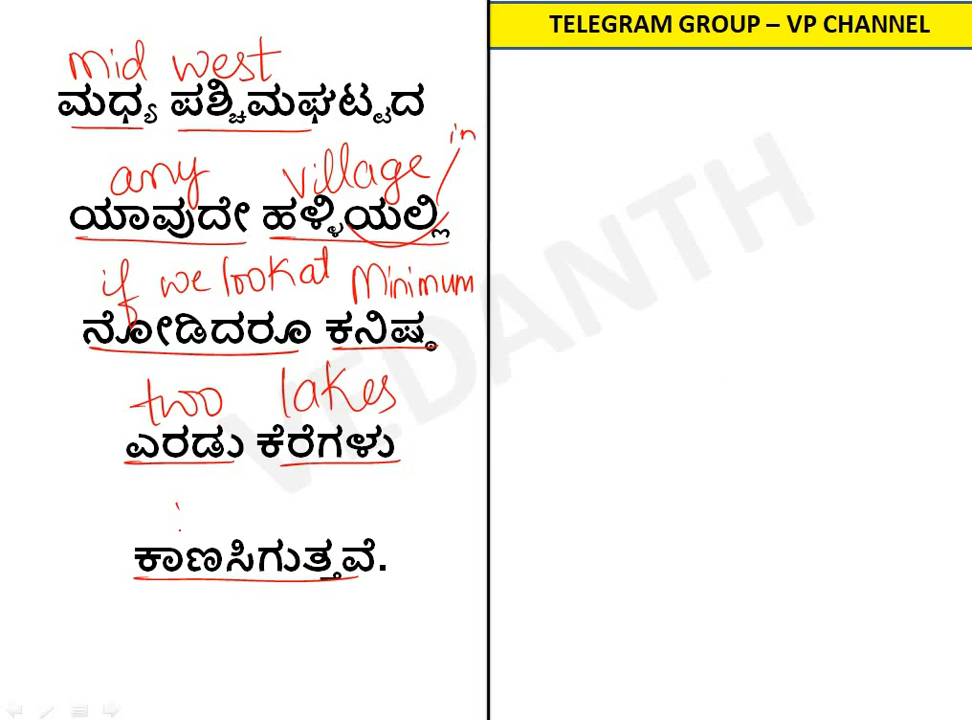 TELEGRAM GROUP – VP CHANNEL
mid west
ಮಧ್ಯ ಪಶ್ಚಿಮಘಟ್ಟದ
in
any village
ಯಾವುದೇ ಹಳ್ಳಿಯಲ್ಲಿ
if we look at Minimum
ನೋಡಿದರೂ ಕನಿಷ್ಠ
two lakes
ಎರಡು ಕೆರೆಗಳು
ಕಾಣಸಿಗುತ್ತವೆ.
VEDANTH